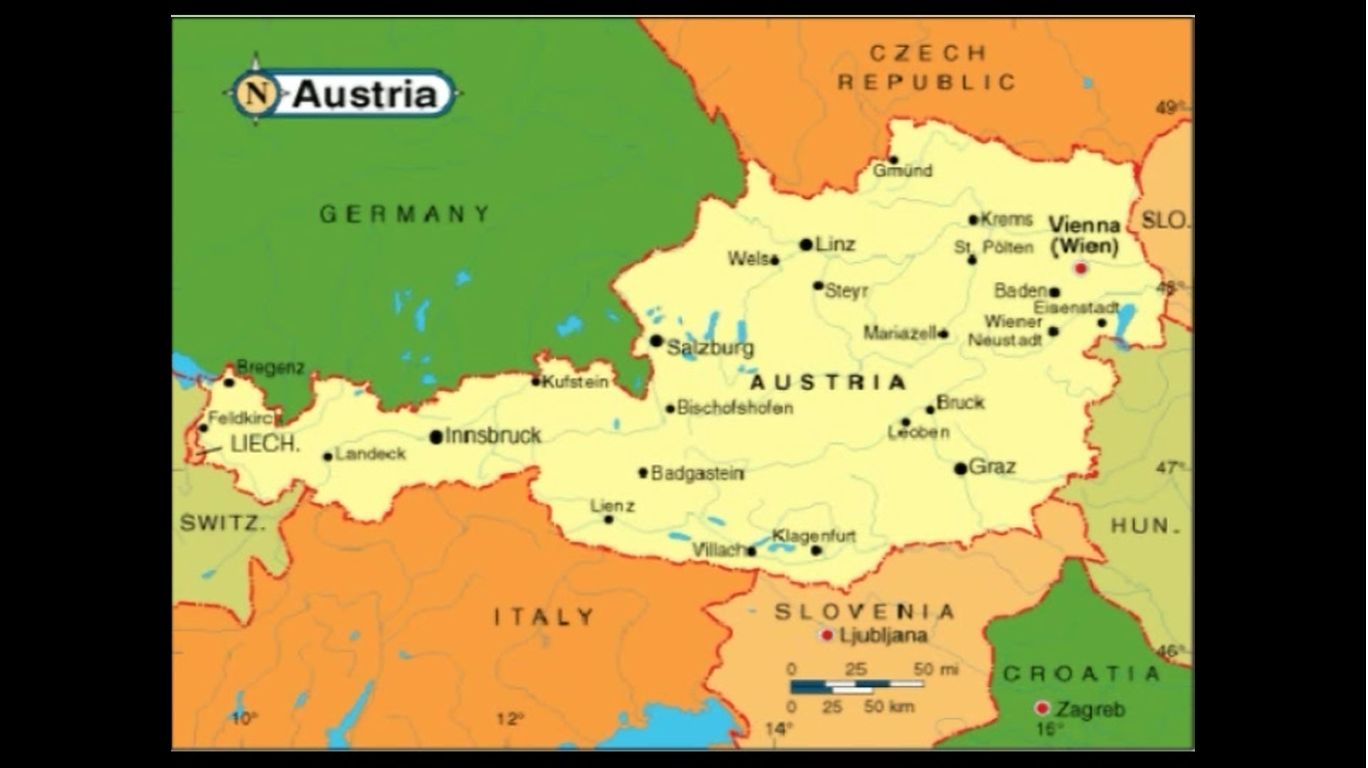 N Austria
CZECH
REPUBLIC
49°
GERMANY
Gmünd
Krems
Vienna
(Wien)
SLO.
Linz
St. Pölten
Wels
Steyr
Baden
48°
Eisenstadt
Wiener
Neustadt
Mariazell
Salzburg
Bregenz
Kufstein
AUSTRIA
Bischofshofen
Bruck
Feldkirch
Leoben
LIECH.
Innsbruck
Landeck
Graz
47°
Badgastein
Lienz
SWITZ.
HUN.
Klagenfurt
Villach
ITALY
SLOVENIA
Ljubljana
46°
0 25 50 mi
CROATIA
0 25 50 km
Zagreb
10°
12°
14°
16°